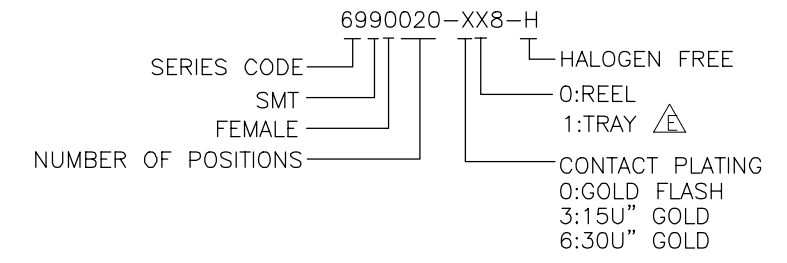 6990020-XX8-H
SERIES CODE
HALOGEN FREE
SMT
0:REEL
FEMALE
1:TRAY E
NUMBER OF POSITIONS
CONTACT PLATING
0:GOLD FLASH
3:15U" GOLD
6:30U" GOLD